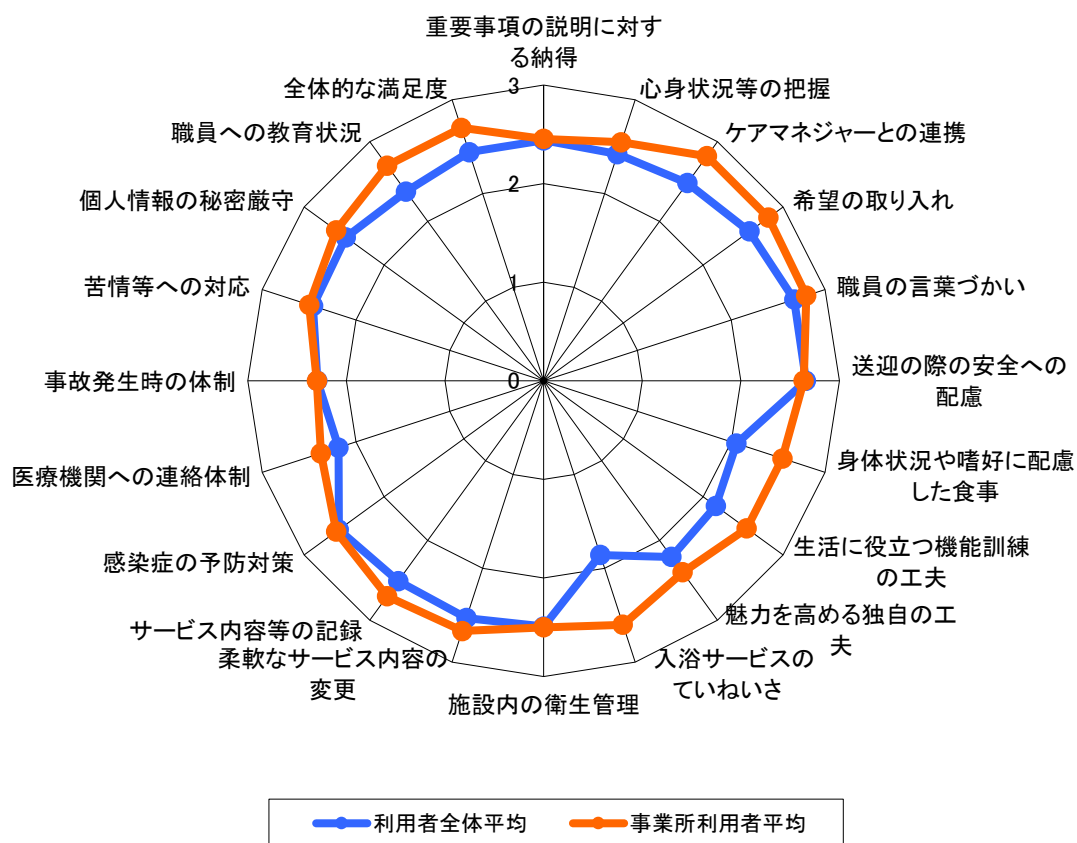 重要事項の説明に対す
る納得
心身状況等の把握
ケアマネジャーとの連携
希望の取り入れ
職員の言葉づかい
送迎の際の安全への
配慮
身体状況や嗜好に配慮
した食事
生活に役立つ機能訓練
の工夫
魅力を高める独自の工
夫
入浴サービスの
ていねいさ
施設内の衛生管理
柔軟なサービス内容の
変更
サービス内容等の記録
感染症の予防対策
医療機関への連絡体制
事故発生時の体制
苦情等への対応
個人情報の秘密厳守
職員への教育状況
全体的な満足度
3
2
1
0
利用者全体平均
事業所利用者平均